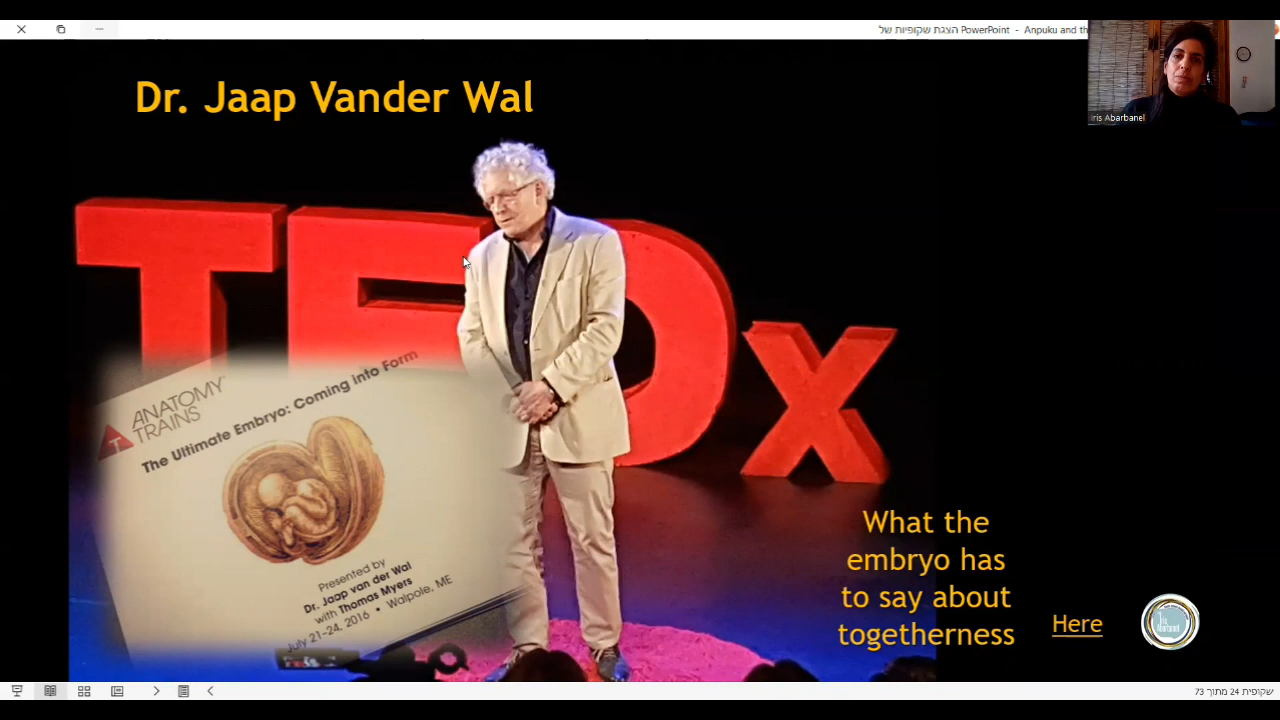 הצגת שקופיות של PowerPoint - Anpuku and th
Iris Abarbanel
Dr. Jaap Vander Wal
TEDx
ANATOMY
TRAINS
The Ultimate Embryo: Coming into Form
Presented by
Dr. Jaap van der Wal
with Thomas Myers
July 21-24, 2016 • Walpole, ME
What the
embryo has
to say about
togetherness
Here
Iris
Abarbanel
שקופית 24 מתוך 73